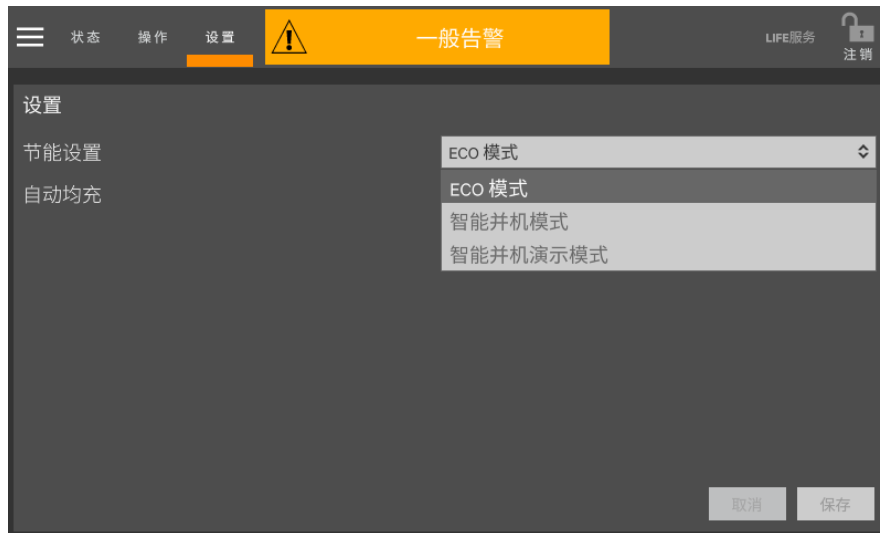 状态 操作 设置 一般告警 LIFE服务 注销
设置
节能设置 ECO 模式
自动均充 ECO 模式
智能并机模式
智能并机演示模式
取消 保存